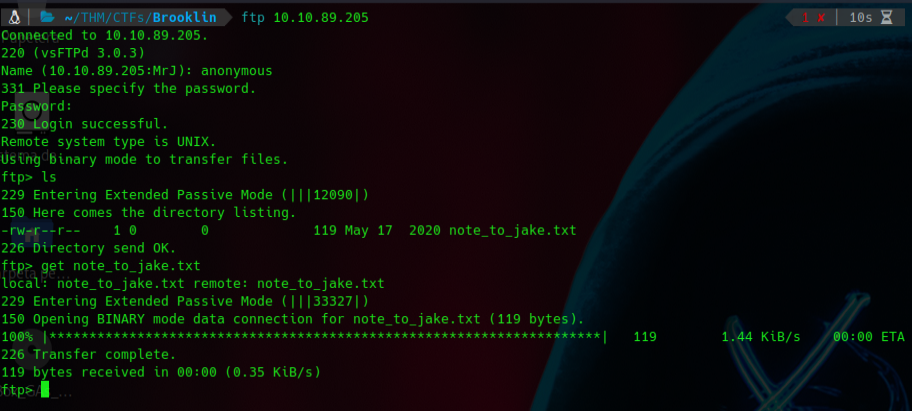 ~/THM/CTFs/Brooklin ftp 10.10.89.205 1 ✘ 10s
Connected to 10.10.89.205.
220 (vsFTPd 3.0.3)
Name (10.10.89.205:MrJ): anonymous
331 Please specify the password.
Password:
230 Login successful.
Remote system type is UNIX.
Using binary mode to transfer files.
ftp> ls
229 Entering Extended Passive Mode (|||12090|)
150 Here comes the directory listing.
-rw-r--r--    1 0        0             119 May 17  2020 note_to_jake.txt
226 Directory send OK.
ftp> get note_to_jake.txt
local: note_to_jake.txt remote: note_to_jake.txt
229 Entering Extended Passive Mode (|||33327|)
150 Opening BINARY mode data connection for note_to_jake.txt (119 bytes).
100% |*********************************************************************|   119        1.44 KiB/s    00:00 ETA
226 Transfer complete.
119 bytes received in 00:00 (0.35 KiB/s)
ftp>